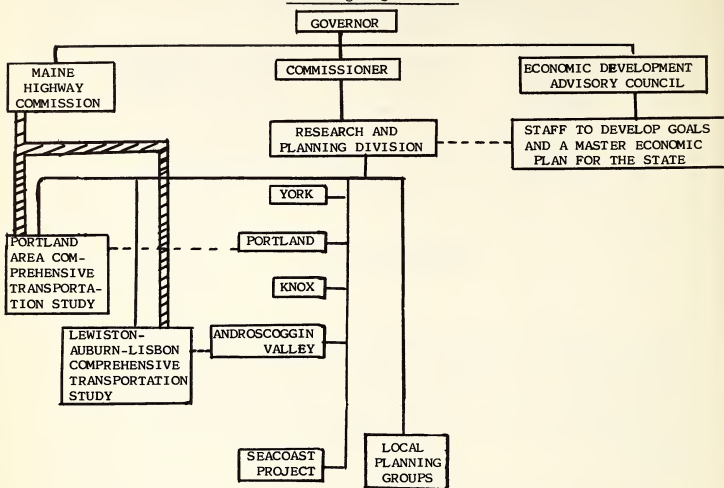 GOVERNOR
MAINE
HIGHWAY
COMMISSION
COMMISSIONER
ECONOMIC DEVELOPMENT
ADVISORY COUNCIL
RESEARCH AND
PLANNING DIVISION
STAFF TO DEVELOP GOALS
AND A MASTER ECONOMIC
PLAN FOR THE STATE
YORK
PORTLAND
AREA COM-
PREHENSIVE
TRANSPORTA-
TION STUDY
PORTLAND
KNOX
LEWISTON-
AUBURN-LISBON
COMPREHENSIVE
TRANSPORTATION
STUDY
ANDROSCOGGIN
VALLEY
SEACOAST
PROJECT
LOCAL
PLANNING
GROUPS